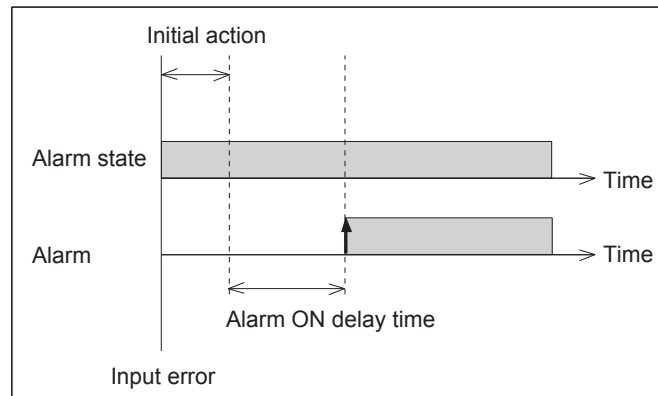 Initial action
Alarm state
Time
Alarm
Time
Alarm ON delay time
Input error